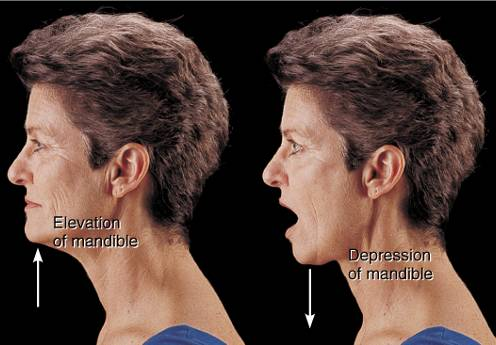 Elevation
of mandible
Depression
of mandible